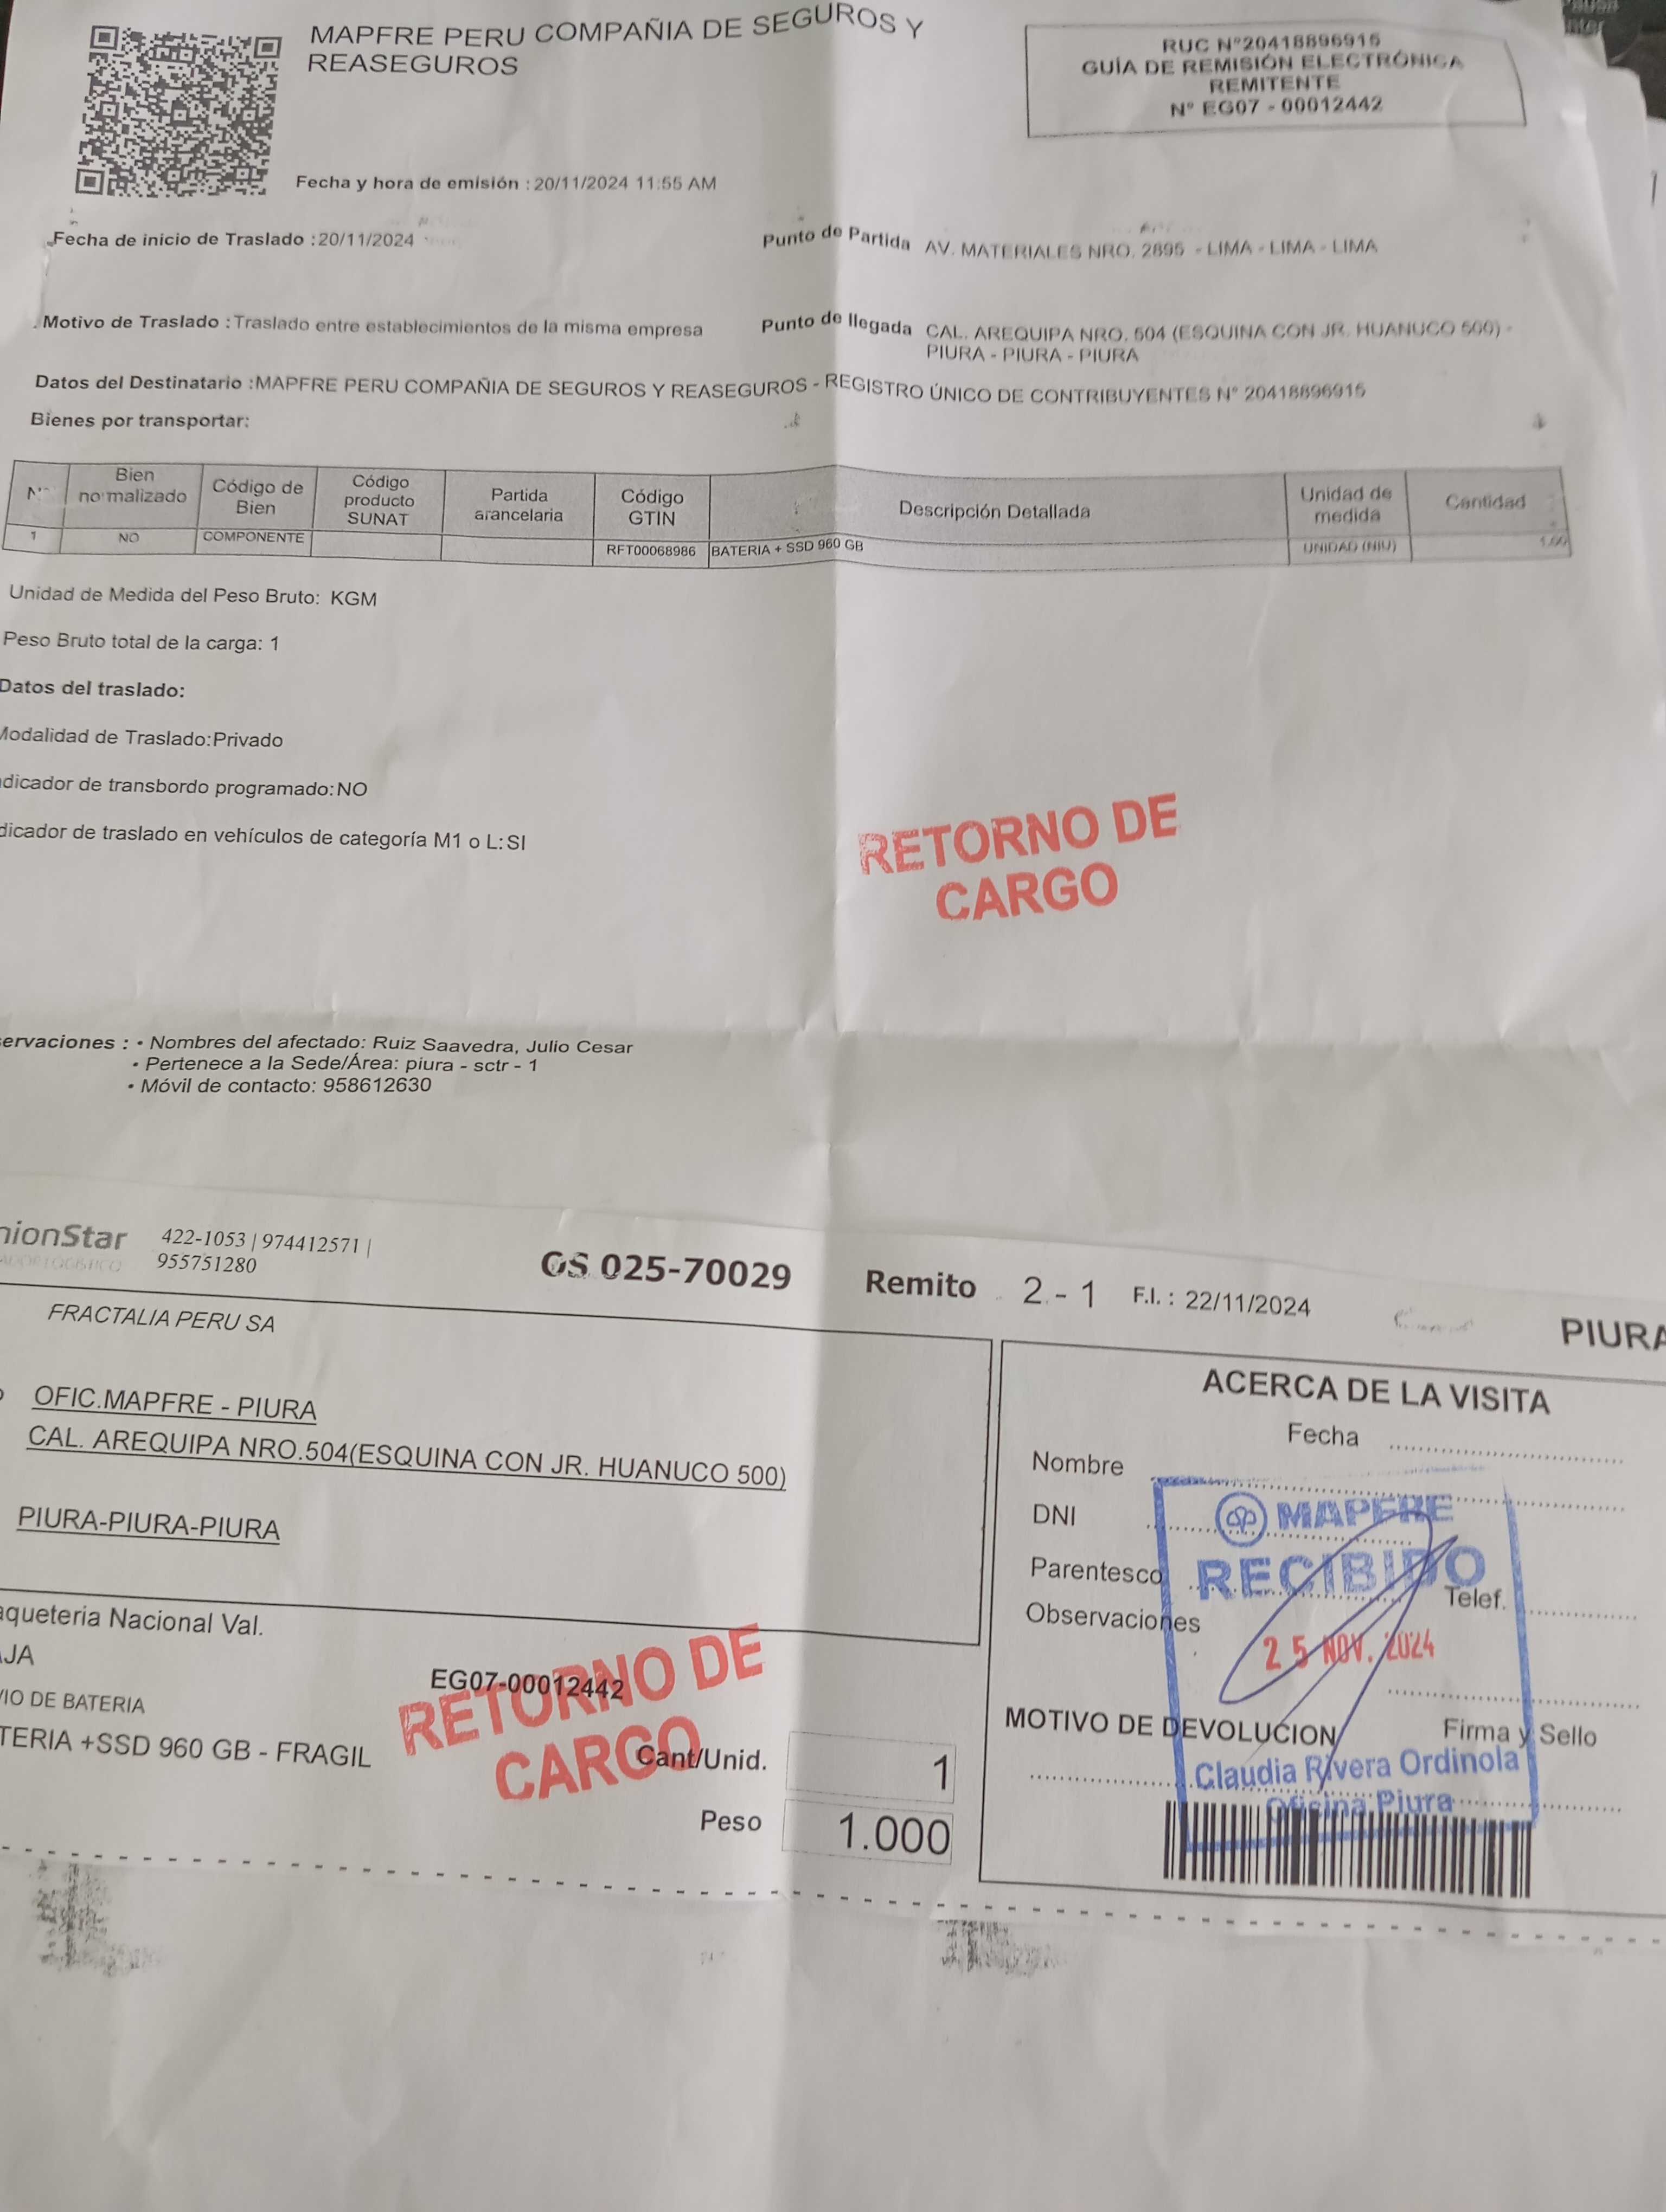 MAPFRE PERU COMPAÑIA DE SEGUROS Y
REASEGUROS
RUC N°20418896915
GUÍA DE REMISIÓN ELECTRÓNICA
REMITENTE
N° EG07 - 00012442
Fecha y hora de emisión : 20/11/2024 11:55 AM
Fecha de inicio de Traslado :20/11/2024
Punto de Partida AV. MATERIALES NRO. 2895 - LIMA - LIMA - LIMA
Motivo de Traslado :Traslado entre establecimientos de la misma empresa
Punto de llegada CAL. AREQUIPA NRO. 504 (ESQUINA CON JR. HUANUCO 500) -
PIURA - PIURA - PIURA
Datos del Destinatario :MAPFRE PERU COMPAÑIA DE SEGUROS Y REASEGUROS - REGISTRO ÚNICO DE CONTRIBUYENTES N° 20418896915
Bienes por transportar:
N° Bien normalizado Código de Bien Código producto SUNAT Partida arancelaria Código GTIN Descripción Detallada Unidad de medida Cantidad
1 NO COMPONENTE RFT00068986 BATERIA + SSD 960 GB UNIDAD (NIU) 1.00
Unidad de Medida del Peso Bruto: KGM
Peso Bruto total de la carga: 1
Datos del traslado:
Modalidad de Traslado:Privado
dicador de transbordo programado:NO
dicador de traslado en vehículos de categoría M1 o L:SI
RETORNO DE
CARGO
ervaciones : • Nombres del afectado: Ruiz Saavedra, Julio Cesar
• Pertenece a la Sede/Área: piura - sctr - 1
• Móvil de contacto: 958612630
nionStar
422-1053 | 974412571 |
955751280
OS 025-70029
Remito 2 - 1 F.I. : 22/11/2024
PIURA
FRACTALIA PERU SA
OFIC.MAPFRE - PIURA
CAL. AREQUIPA NRO.504(ESQUINA CON JR. HUANUCO 500)
PIURA-PIURA-PIURA
aqueteria Nacional Val.
JA
IO DE BATERIA
EG07-00012442
TERIA +SSD 960 GB - FRAGIL
RETORNO DE
CARGO
Cant/Unid. 1
Peso 1.000
ACERCA DE LA VISITA
Fecha
Nombre
DNI
Parentesco
Telef.
Observaciones
MAPFRE
RECIBIDO
25 NOV. 2024
MOTIVO DE DEVOLUCION
Firma y Sello
Claudia Rivera Ordinola
Oficina Piura